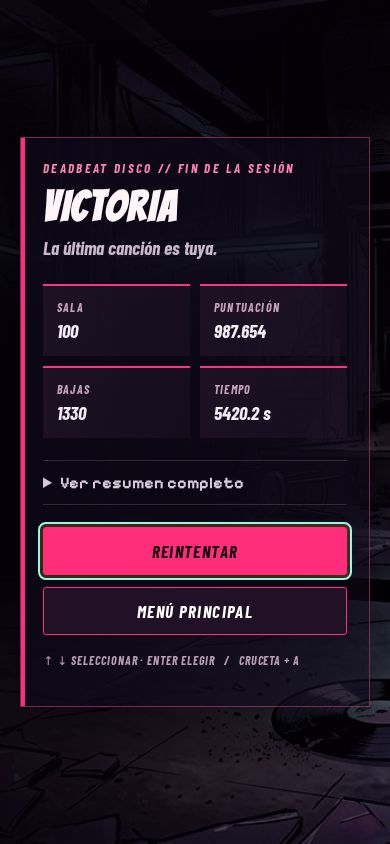 DEADBEAT DISCO // FIN DE LA SESIÓN
VICTORIA
La última canción es tuya.
SALA
100
PUNTUACIÓN
987.654
BAJAS
1330
TIEMPO
5420.2 s
▶ Ver resumen completo
REINTENTAR
MENÚ PRINCIPAL
↑ ↓ SELECCIONAR · ENTER ELEGIR / CRUCETA + A